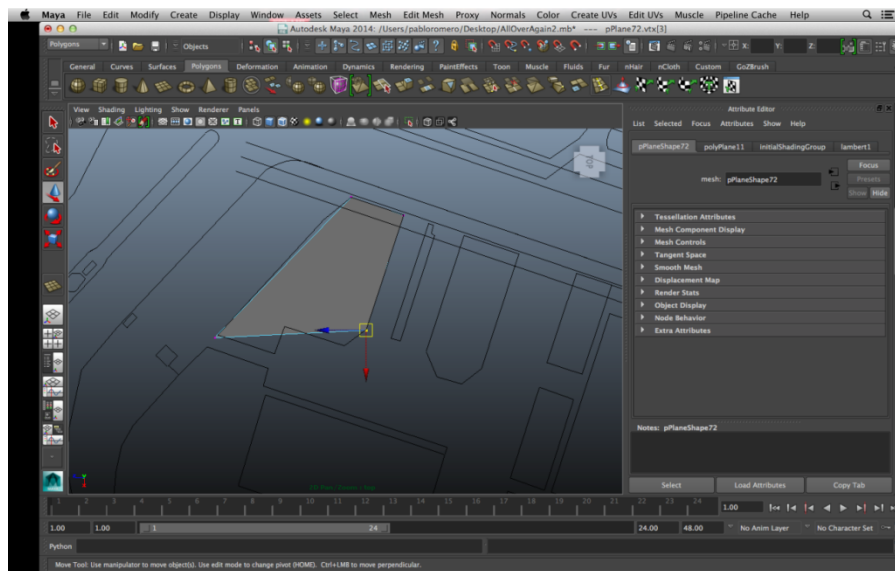 Maya File Edit Modify Create Display Window Assets Select Mesh Edit Mesh Proxy Normals Color Create UVs Edit UVs Muscle Pipeline Cache Help
Autodesk Maya 2014: /Users/pabloromero/Desktop/AllOverAgain2.mb* --- pPlane72.vtx[3]
Polygons Objects X: Y: Z:
General Curves Surfaces Polygons Deformation Animation Dynamics Rendering PaintEffects Toon Muscle Fluids Fur nHair nCloth Custom GoZBrush
View Shading Lighting Show Renderer Panels
TOP
Attribute Editor
List Selected Focus Attributes Show Help
pPlaneShape72 polyPlane11 initialShadingGroup lambert1
mesh: pPlaneShape72
Focus
Presets
Show Hide
Tessellation Attributes
Mesh Component Display
Mesh Controls
Tangent Space
Smooth Mesh
Displacement Map
Render Stats
Object Display
Node Behavior
Extra Attributes
Notes: pPlaneShape72
Select Load Attributes Copy Tab
1 2 3 4 5 6 7 8 9 10 11 12 13 14 15 16 17 18 19 20 21 22 23 24 1.00
1.00 1.00 1 24 24.00 48.00 No Anim Layer No Character Set
Python
Move Tool: Use manipulator to move object(s). Use edit mode to change pivot (HOME). Ctrl+LMB to move perpendicular.